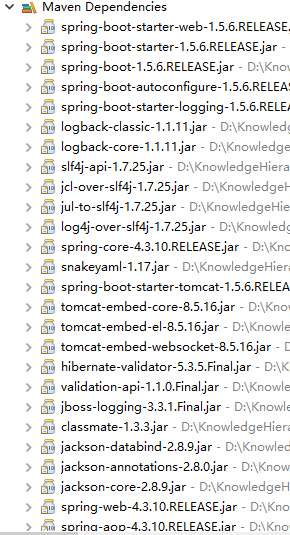 Maven Dependencies
spring-boot-starter-web-1.5.6.RELEASE.
spring-boot-starter-1.5.6.RELEASE.jar -
spring-boot-1.5.6.RELEASE.jar - D:\Kno
spring-boot-autoconfigure-1.5.6.RELEAS
spring-boot-starter-logging-1.5.6.RELEA
logback-classic-1.1.11.jar - D:\Knowled
logback-core-1.1.11.jar - D:\Knowledge
slf4j-api-1.7.25.jar - D:\KnowledgeHiera
jcl-over-slf4j-1.7.25.jar - D:\Knowledge
jul-to-slf4j-1.7.25.jar - D:\KnowledgeHi
log4j-over-slf4j-1.7.25.jar - D:\Knowled
spring-core-4.3.10.RELEASE.jar - D:\Kno
snakeyaml-1.17.jar - D:\KnowledgeHiera
spring-boot-starter-tomcat-1.5.6.RELEA
tomcat-embed-core-8.5.16.jar - D:\Kno
tomcat-embed-el-8.5.16.jar - D:\Knowle
tomcat-embed-websocket-8.5.16.jar - D
hibernate-validator-5.3.5.Final.jar - D:\K
validation-api-1.1.0.Final.jar - D:\Know
jboss-logging-3.3.1.Final.jar - D:\Knowl
classmate-1.3.3.jar - D:\KnowledgeHiera
jackson-databind-2.8.9.jar - D:\Knowled
jackson-annotations-2.8.0.jar - D:\Know
jackson-core-2.8.9.jar - D:\KnowledgeH
spring-web-4.3.10.RELEASE.jar - D:\Kno
spring-aop-4.3.10.RELEASE.jar - D:\Kno